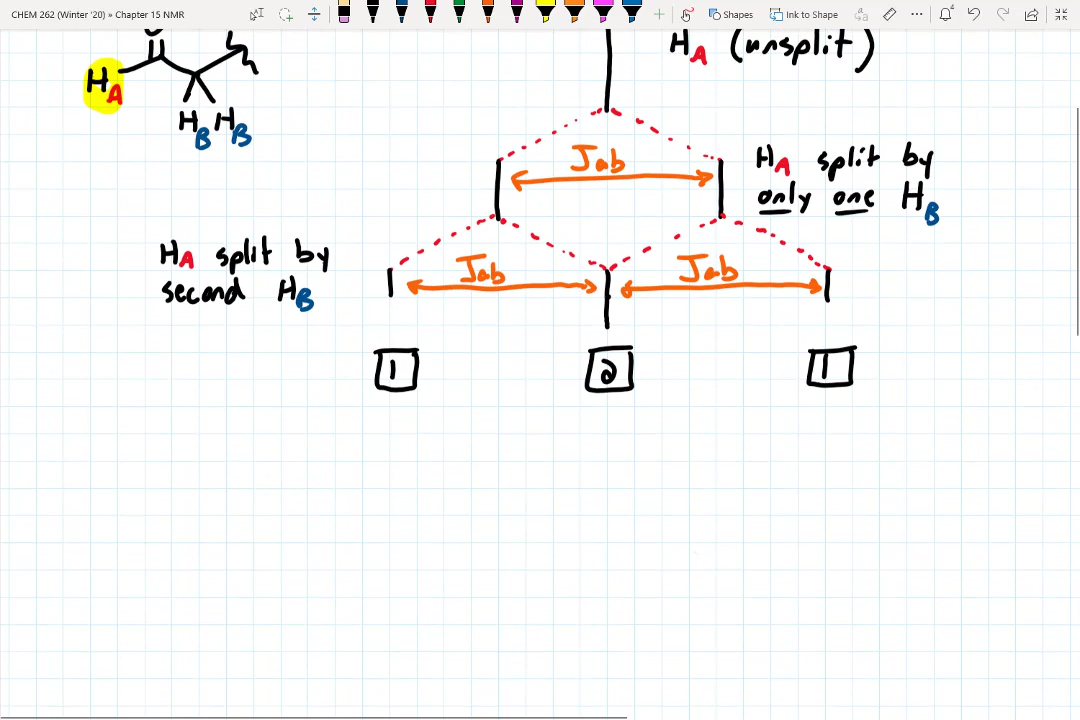 CHEM 262 (Winter '20) » Chapter 15 NMR
Shapes
Ink to Shape
4
HA (unsplit)
HA
HB HB
Jab
HA split by
only one HB
HA split by
second HB
Jab
Jab
1
2
1